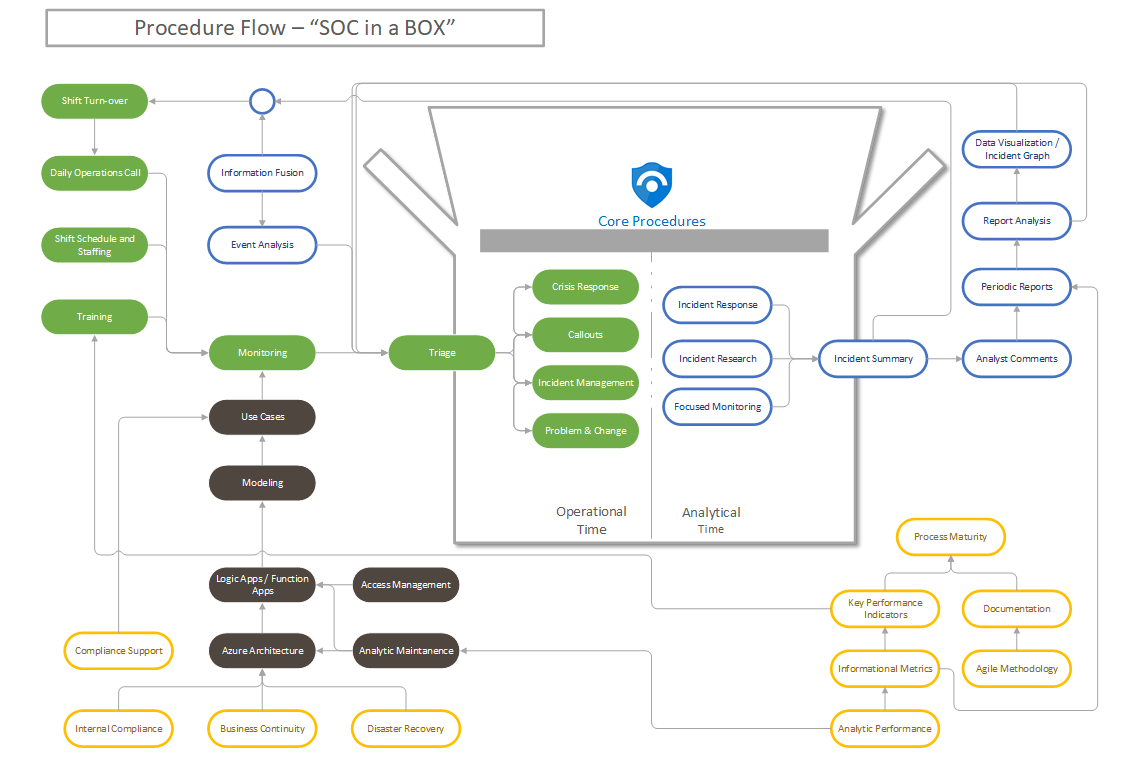 Procedure Flow – “SOC in a BOX”
Shift Turn-over
Daily Operations Call
Shift Schedule and
Staffing
Training
Information Fusion
Event Analysis
Monitoring
Use Cases
Modeling
Logic Apps / Function
Apps
Access Management
Azure Architecture
Analytic Maintanence
Compliance Support
Internal Compliance
Business Continuity
Disaster Recovery
Core Procedures
Triage
Crisis Response
Callouts
Incident Management
Problem & Change
Incident Response
Incident Research
Focused Monitoring
Operational
Time
Analytical
Time
Incident Summary
Data Visualization /
Incident Graph
Report Analysis
Periodic Reports
Analyst Comments
Process Maturity
Key Performance
Indicators
Documentation
Informational Metrics
Agile Methodology
Analytic Performance